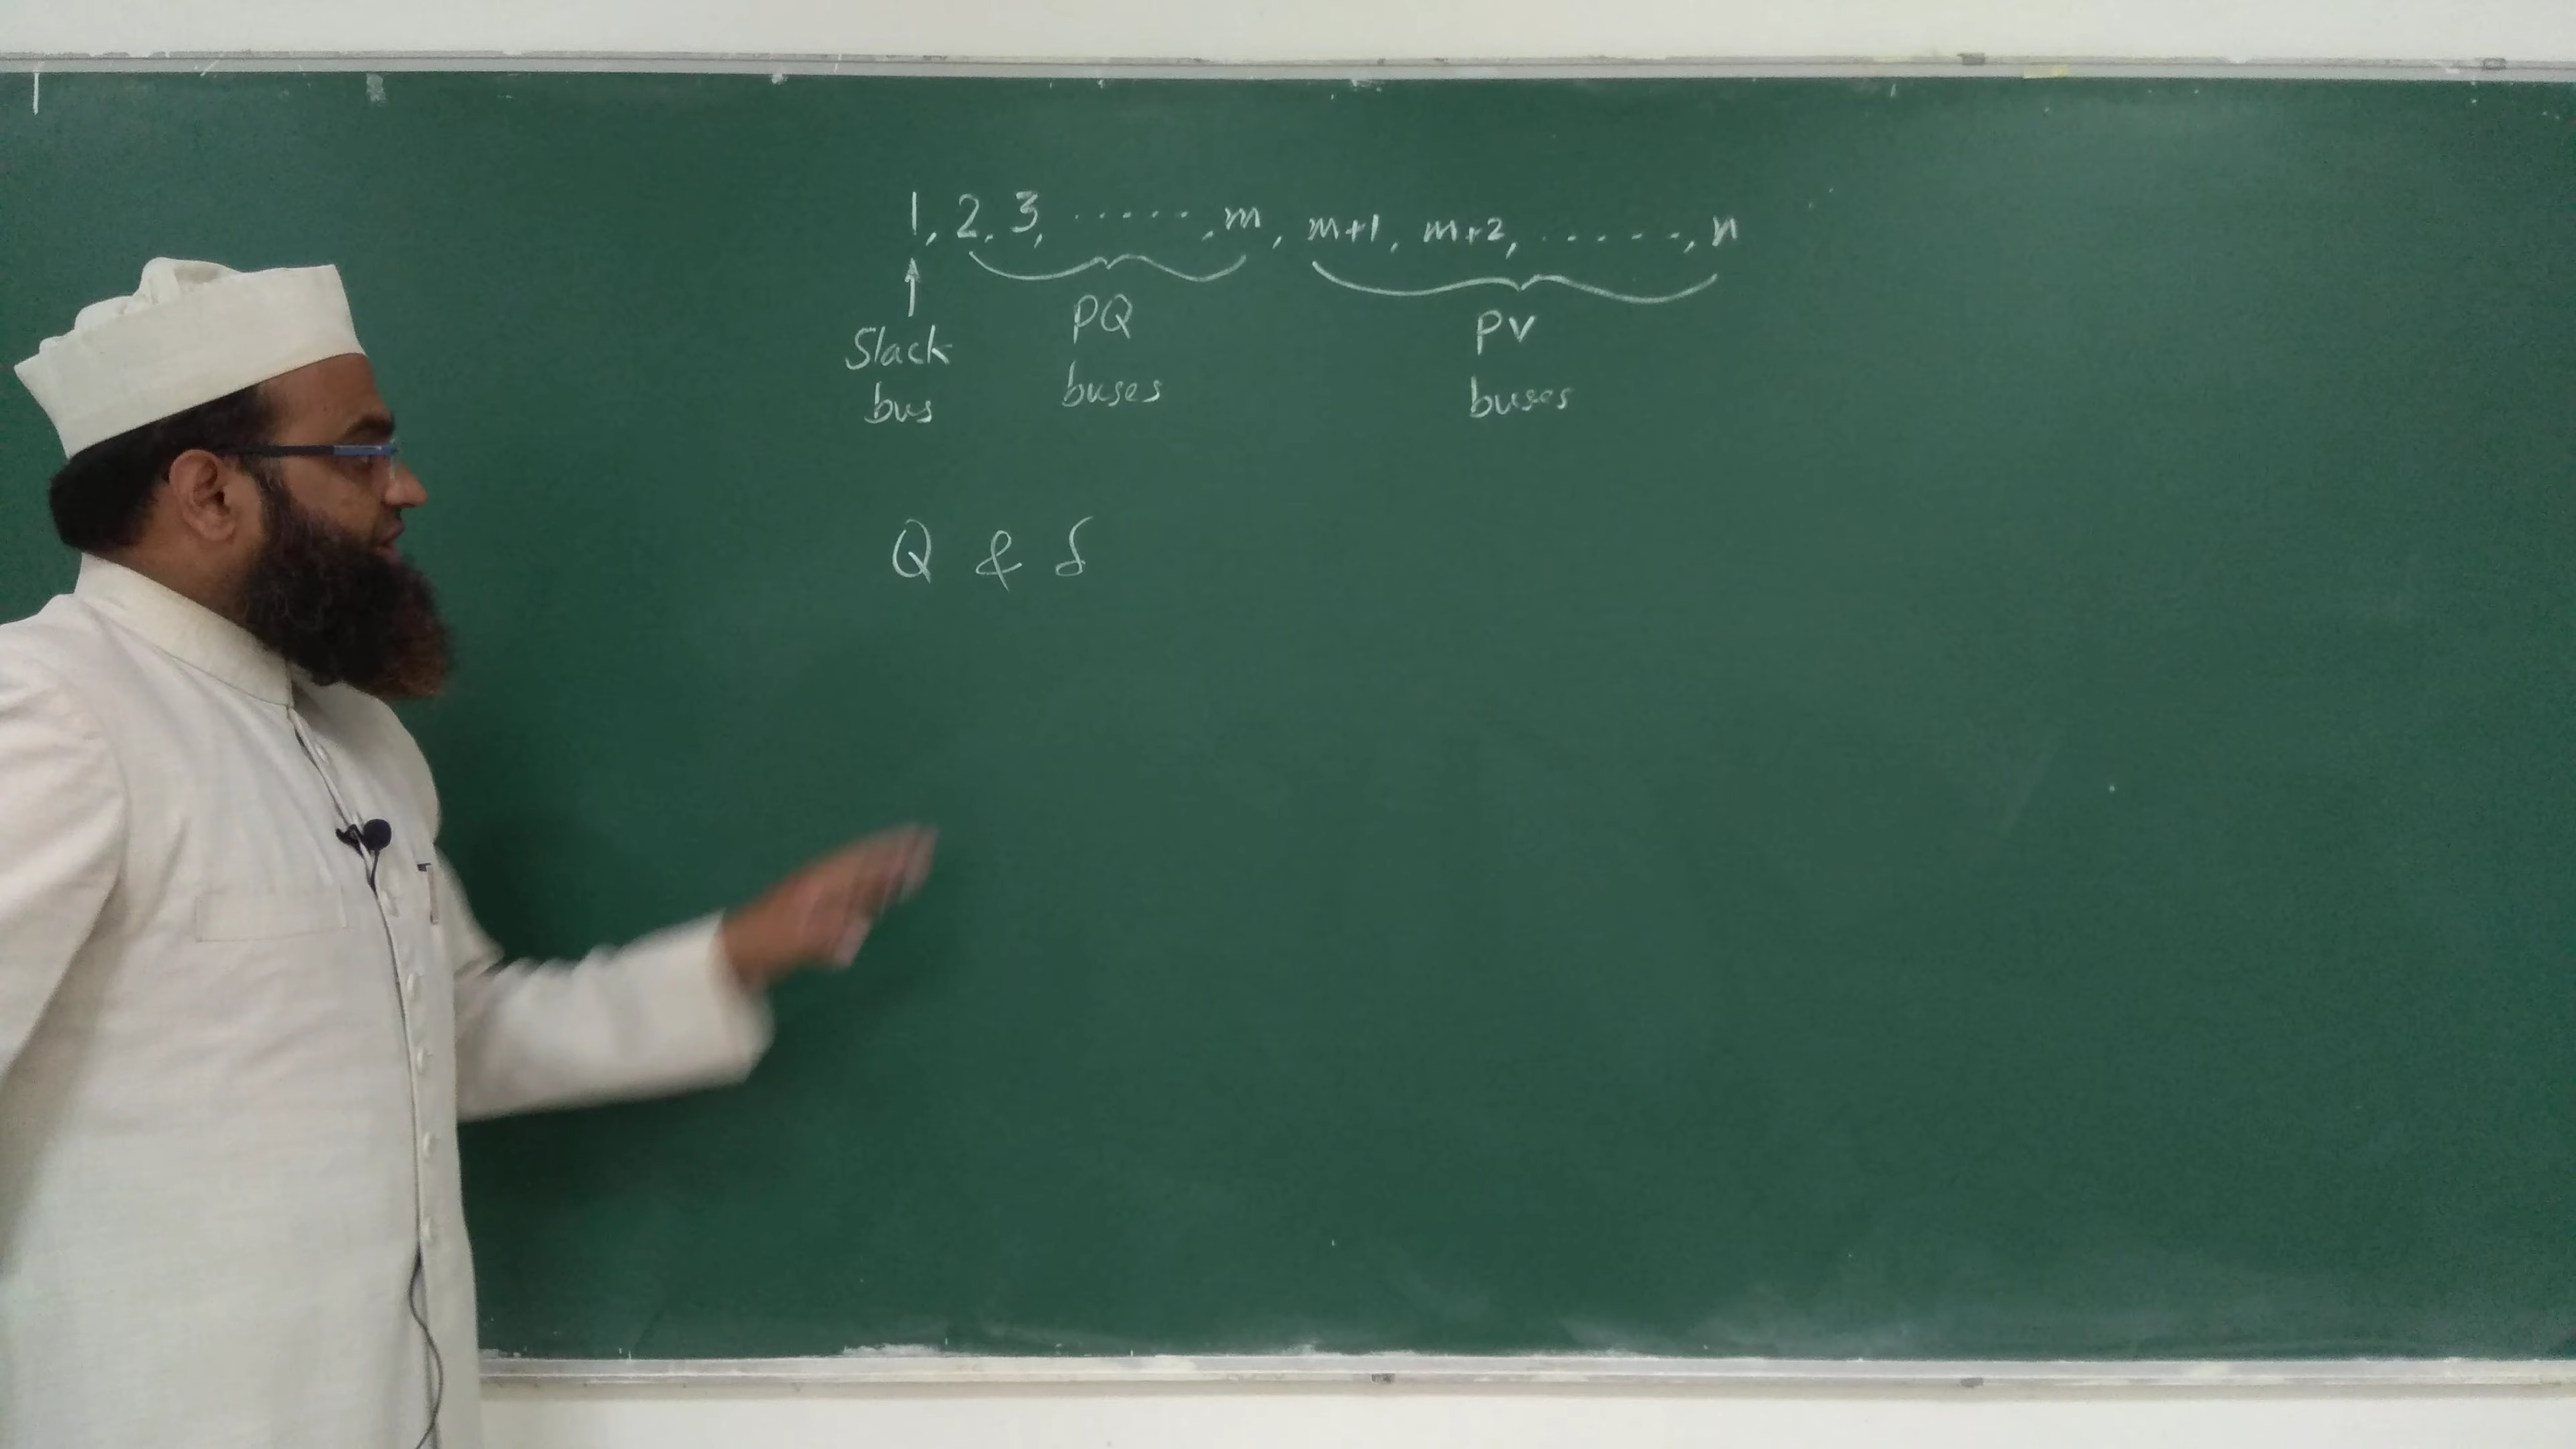 1, 2, 3, ......, m, m+1, m+2, ......, n
Slack bus
PQ buses
PV buses
Q & δ